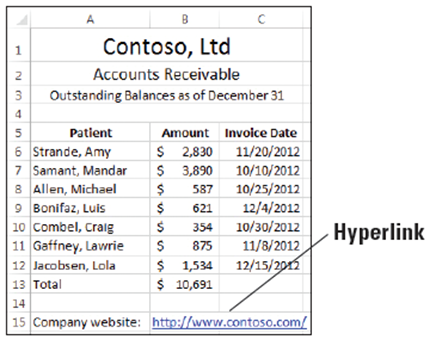 A B C
1 Contoso, Ltd
2 Accounts Receivable
3 Outstanding Balances as of December 31
4
5 Patient Amount Invoice Date
6 Strande, Amy $ 2,830 11/20/2012
7 Samant, Mandar $ 3,890 10/10/2012
8 Allen, Michael $ 587 10/25/2012
9 Bonifaz, Luis $ 621 12/4/2012
10 Combel, Craig $ 354 10/30/2012
11 Gaffney, Lawrie $ 875 11/8/2012
12 Jacobsen, Lola $ 1,534 12/15/2012
13 Total $ 10,691
14
15 Company website: http://www.contoso.com/
Hyperlink